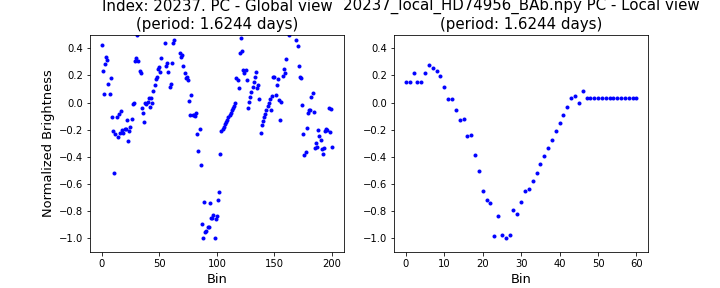 Index: 20237. PC - Global view
(period: 1.6244 days)
20237_local_HD74956_BAb.npy PC - Local view
(period: 1.6244 days)
Normalized Brightness
0.4
0.2
0.0
−0.2
−0.4
−0.6
−0.8
−1.0
0 50 100 150 200
Bin
0.4
0.2
0.0
−0.2
−0.4
−0.6
−0.8
−1.0
0 10 20 30 40 50 60
Bin